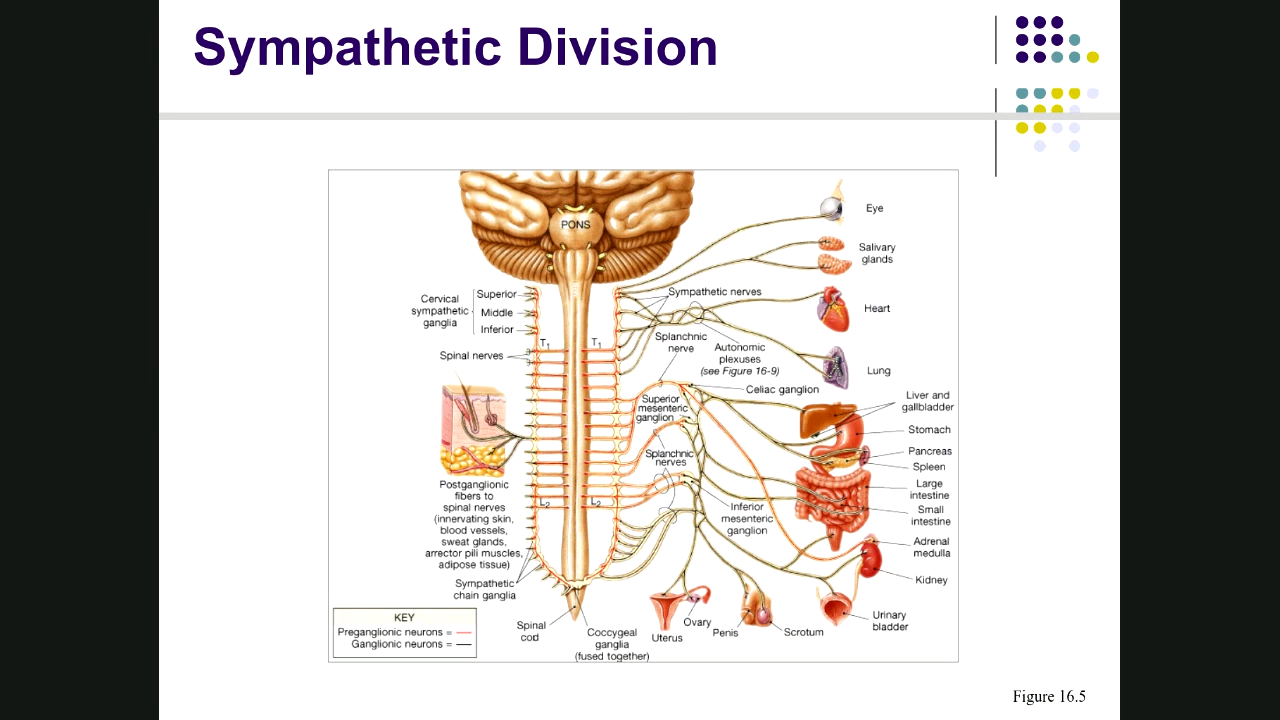 Sympathetic Division
PONS
Eye
Salivary
glands
Cervical
sympathetic
ganglia
Superior
Middle
Inferior
Sympathetic nerves
Heart
T1
T1
Spinal nerves
Splanchnic
nerve
Autonomic
plexuses
(see Figure 16-9)
Lung
Celiac ganglion
Superior
mesenteric
ganglion
Liver and
gallbladder
Stomach
Pancreas
Spleen
Splanchnic
nerves
Large
intestine
Small
intestine
Postganglionic
fibers to
spinal nerves
(innervating skin,
blood vessels,
sweat glands,
arrector pili muscles,
adipose tissue)
L2
L2
Inferior
mesenteric
ganglion
Adrenal
medulla
Kidney
Sympathetic
chain ganglia
Spinal
cod
Coccygeal
ganglia
(fused together)
Uterus
Ovary
Penis
Scrotum
Urinary
bladder
KEY
Preganglionic neurons =
Ganglionic neurons =
Figure 16.5